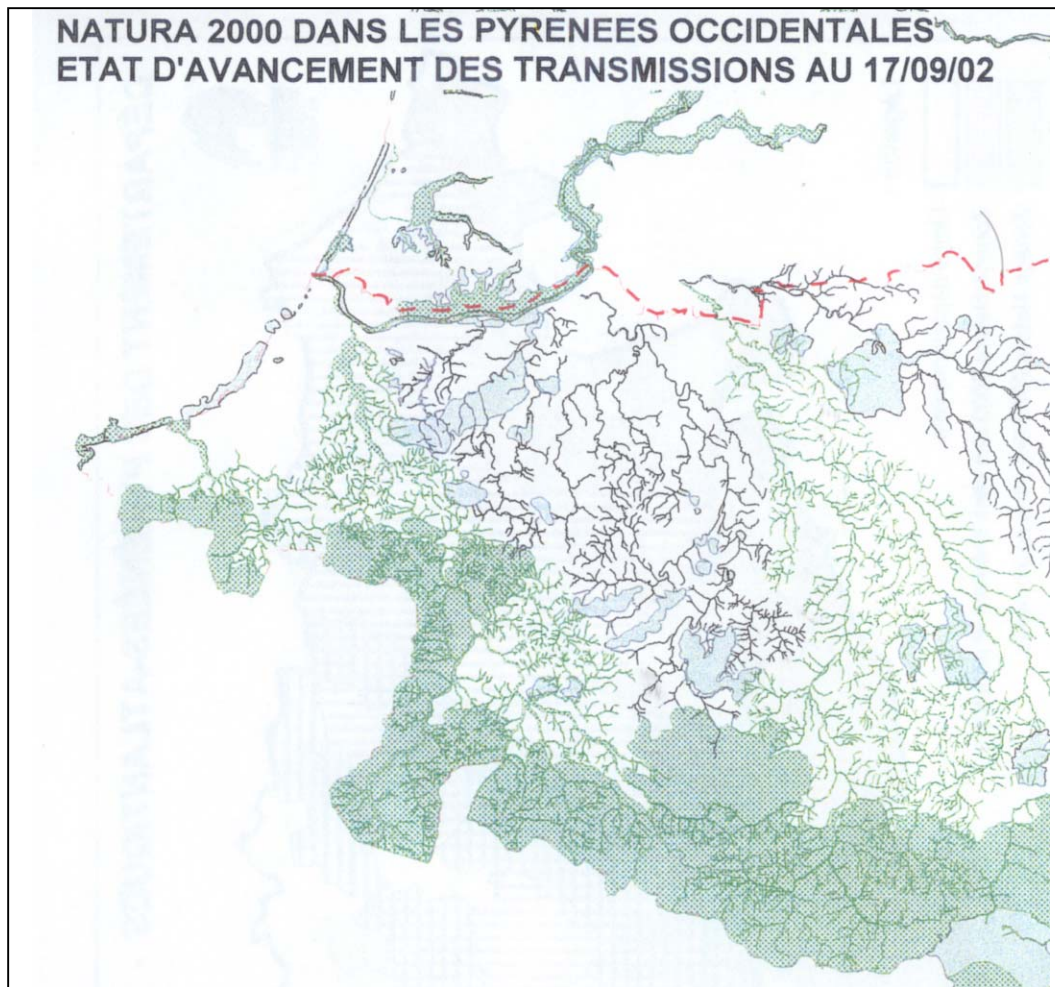 NATURA 2000 DANS LES PYRENEES OCCIDENTALES
ETAT D'AVANCEMENT DES TRANSMISSIONS AU 17/09/02